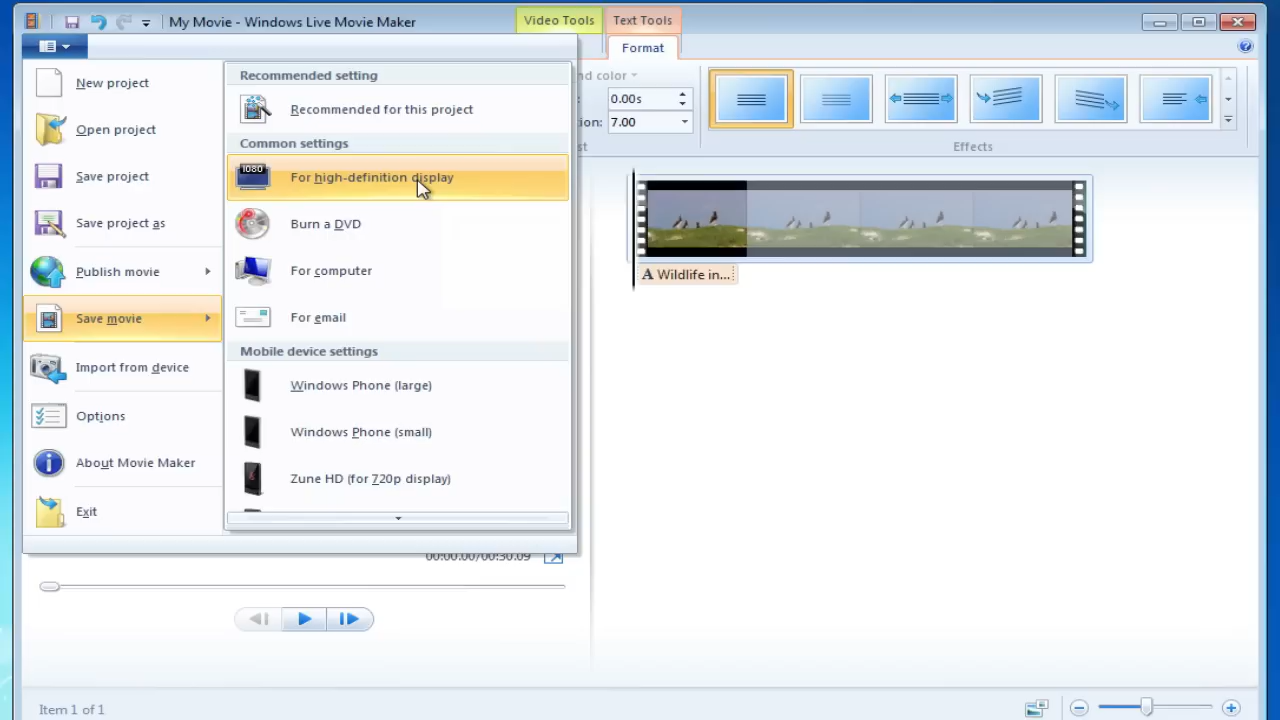 My Movie - Windows Live Movie Maker
Video Tools
Text Tools
Format
New project
Open project
Save project
Save project as
Publish movie
Save movie
Import from device
Options
About Movie Maker
Exit
Recommended setting
Recommended for this project
Common settings
1080
For high-definition display
Burn a DVD
For computer
For email
Mobile device settings
Windows Phone (large)
Windows Phone (small)
Zune HD (for 720p display)
nd color
0.00s
ion: 7.00
Effects
A Wildlife in...
00:00.00/00:30.09
Item 1 of 1